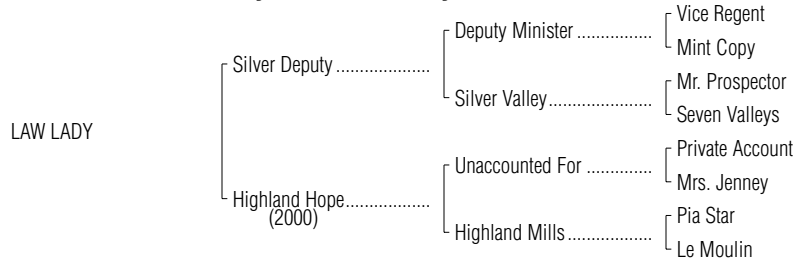 Vice Regent
Deputy Minister ................
Mint Copy
Silver Deputy ....................
Mr. Prospector
Silver Valley......................
Seven Valleys
LAW LADY
Private Account
Unaccounted For ..............
Mrs. Jenney
Highland Hope..................
(2000)
Pia Star
Highland Mills..................
Le Moulin